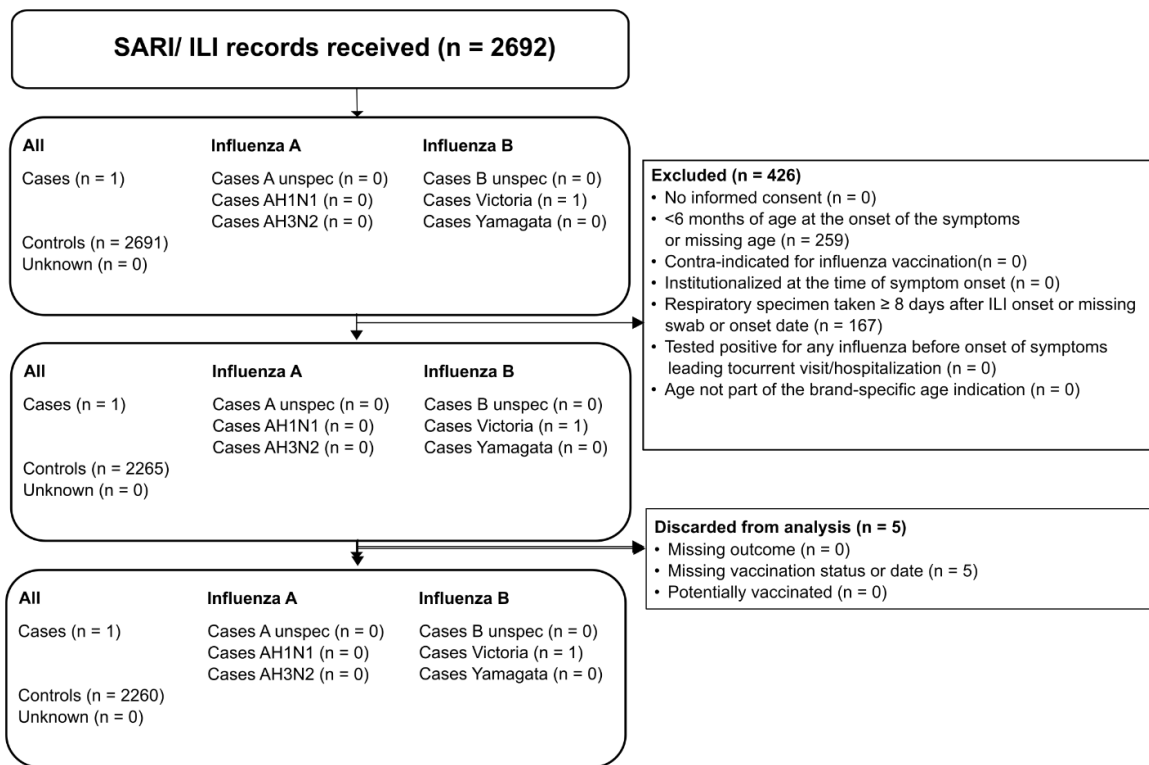 SARI/ ILI records received (n = 2692)
All
Influenza A
Influenza B
Cases (n = 1)
Cases A unspec (n = 0)
Cases B unspec (n = 0)
Cases AH1N1 (n = 0)
Cases Victoria (n = 1)
Cases AH3N2 (n = 0)
Cases Yamagata (n = 0)
Controls (n = 2691)
Unknown (n = 0)
Excluded (n = 426)
• No informed consent (n = 0)
• <6 months of age at the onset of the symptoms
or missing age (n = 259)
• Contra-indicated for influenza vaccination(n = 0)
• Institutionalized at the time of symptom onset (n = 0)
• Respiratory specimen taken ≥ 8 days after ILI onset or missing
swab or onset date (n = 167)
• Tested positive for any influenza before onset of symptoms
leading tocurrent visit/hospitalization (n = 0)
• Age not part of the brand-specific age indication (n = 0)
All
Influenza A
Influenza B
Cases (n = 1)
Cases A unspec (n = 0)
Cases B unspec (n = 0)
Cases AH1N1 (n = 0)
Cases Victoria (n = 1)
Cases AH3N2 (n = 0)
Cases Yamagata (n = 0)
Controls (n = 2265)
Unknown (n = 0)
Discarded from analysis (n = 5)
• Missing outcome (n = 0)
• Missing vaccination status or date (n = 5)
• Potentially vaccinated (n = 0)
All
Influenza A
Influenza B
Cases (n = 1)
Cases A unspec (n = 0)
Cases B unspec (n = 0)
Cases AH1N1 (n = 0)
Cases Victoria (n = 1)
Cases AH3N2 (n = 0)
Cases Yamagata (n = 0)
Controls (n = 2260)
Unknown (n = 0)